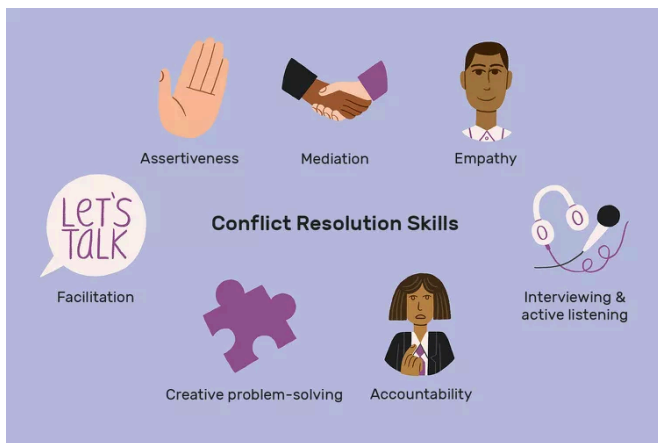 Assertiveness
Mediation
Empathy
LET'S
TALK
Conflict Resolution Skills
Facilitation
Interviewing &
active listening
Creative problem-solving
Accountability